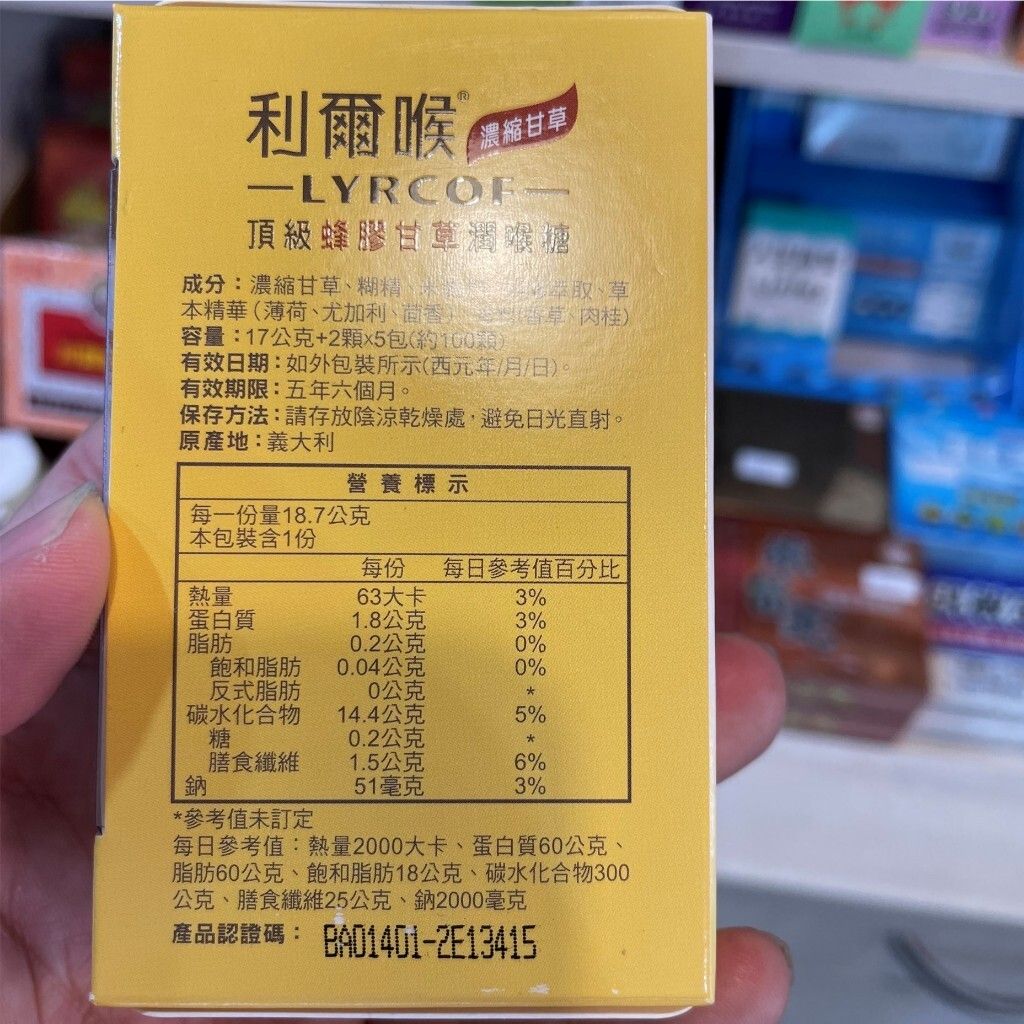 利爾喉®
濃縮甘草
LYRCOF
頂級蜂膠甘草潤喉糖
成分：濃縮甘草、糊精、萃取、草
本精華（薄荷、尤加利、茴香）、香草、肉桂）
容量：17公克+2顆x5包(約100顆)
有效日期：如外包裝所示(西元年/月/日)。
有效期限：五年六個月。
保存方法：請存放陰涼乾燥處，避免日光直射。
原產地：義大利
營養標示
每一份量18.7公克
本包裝含1份
每份 每日參考值百分比
熱量 63大卡 3%
蛋白質 1.8公克 3%
脂肪 0.2公克 0%
飽和脂肪 0.04公克 0%
反式脂肪 0公克 *
碳水化合物 14.4公克 5%
糖 0.2公克 *
膳食纖維 1.5公克 6%
鈉 51毫克 3%
*參考值未訂定
每日參考值：熱量2000大卡、蛋白質60公克、
脂肪60公克、飽和脂肪18公克、碳水化合物300
公克、膳食纖維25公克、鈉2000毫克
產品認證碼：BA01401-2E13415